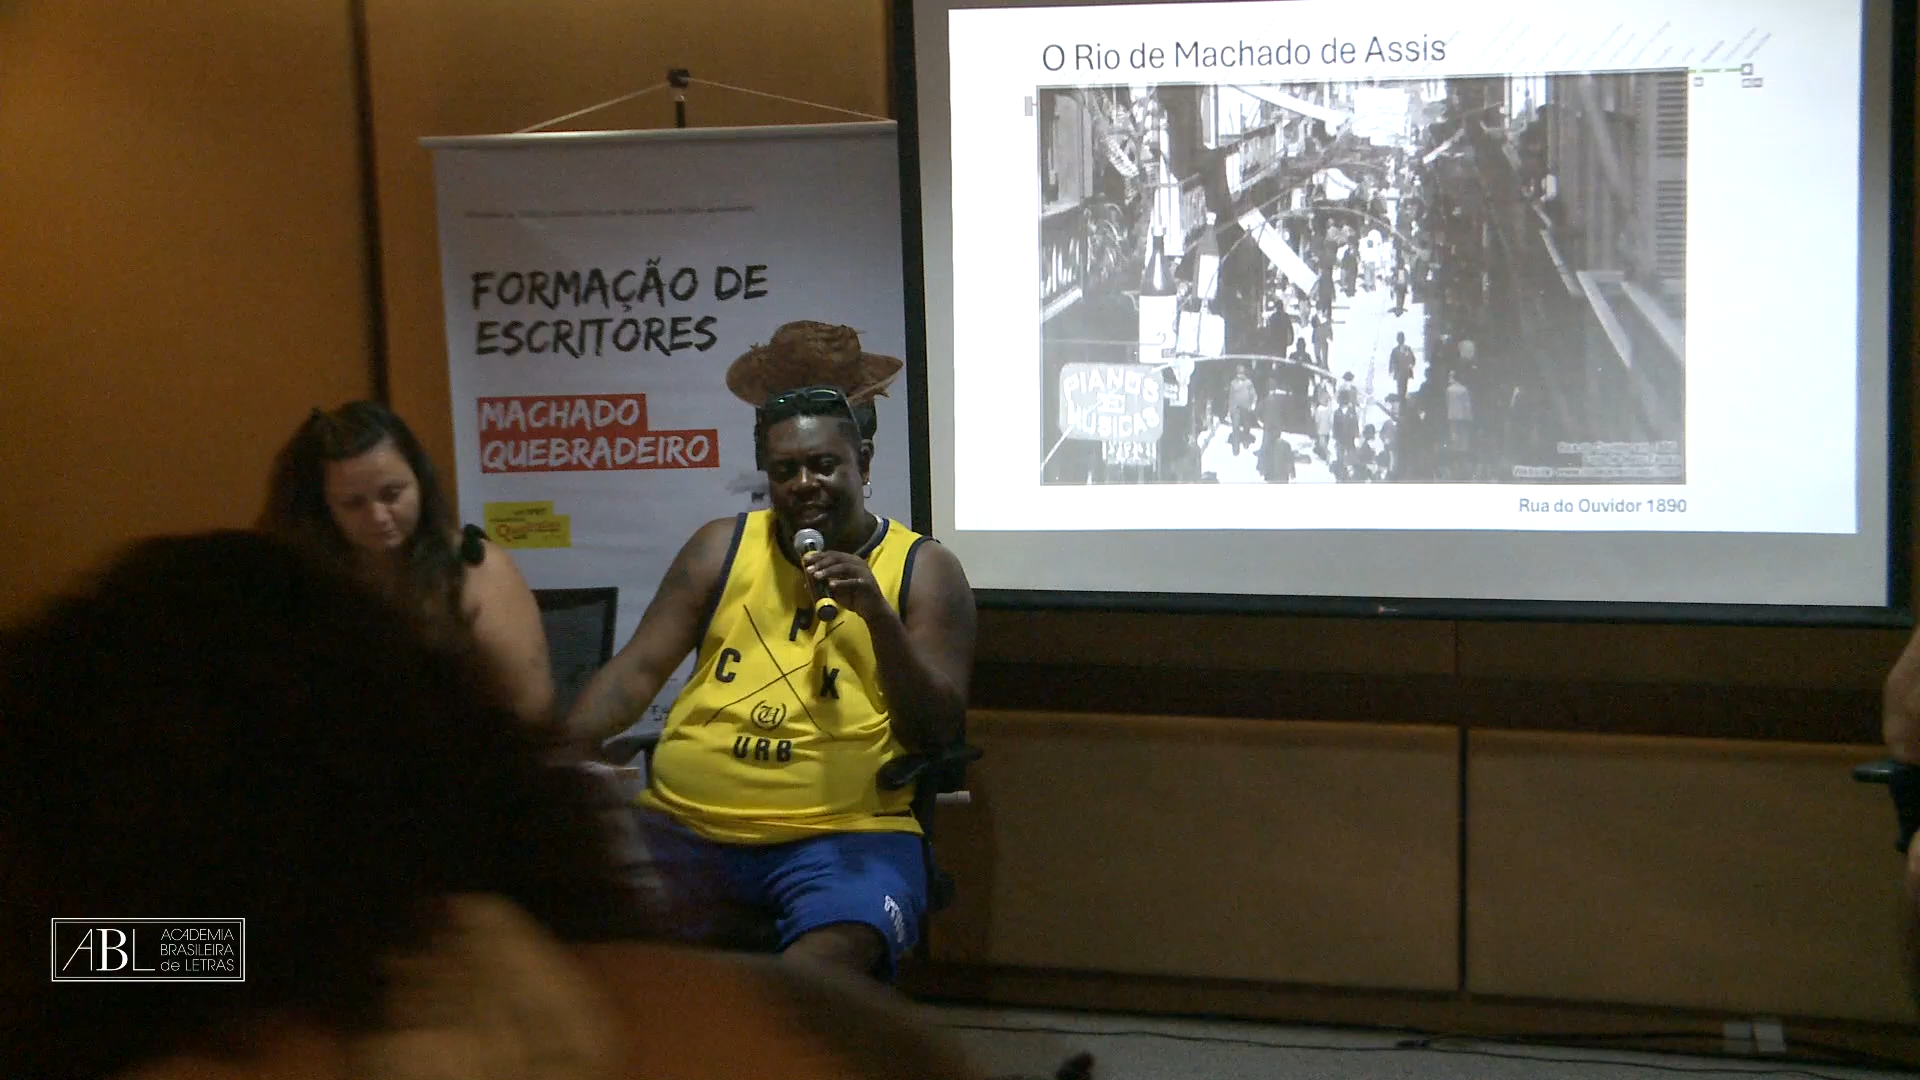 O Rio de Machado de Assis
PIANOS
MUSICAS
Rua do Ouvidor 1890
FORMAÇÃO DE
ESCRITORES
MACHADO
QUEBRADEIRO
P
C X
U
URB
ABL
ACADEMIA
BRASILEIRA
de LETRAS